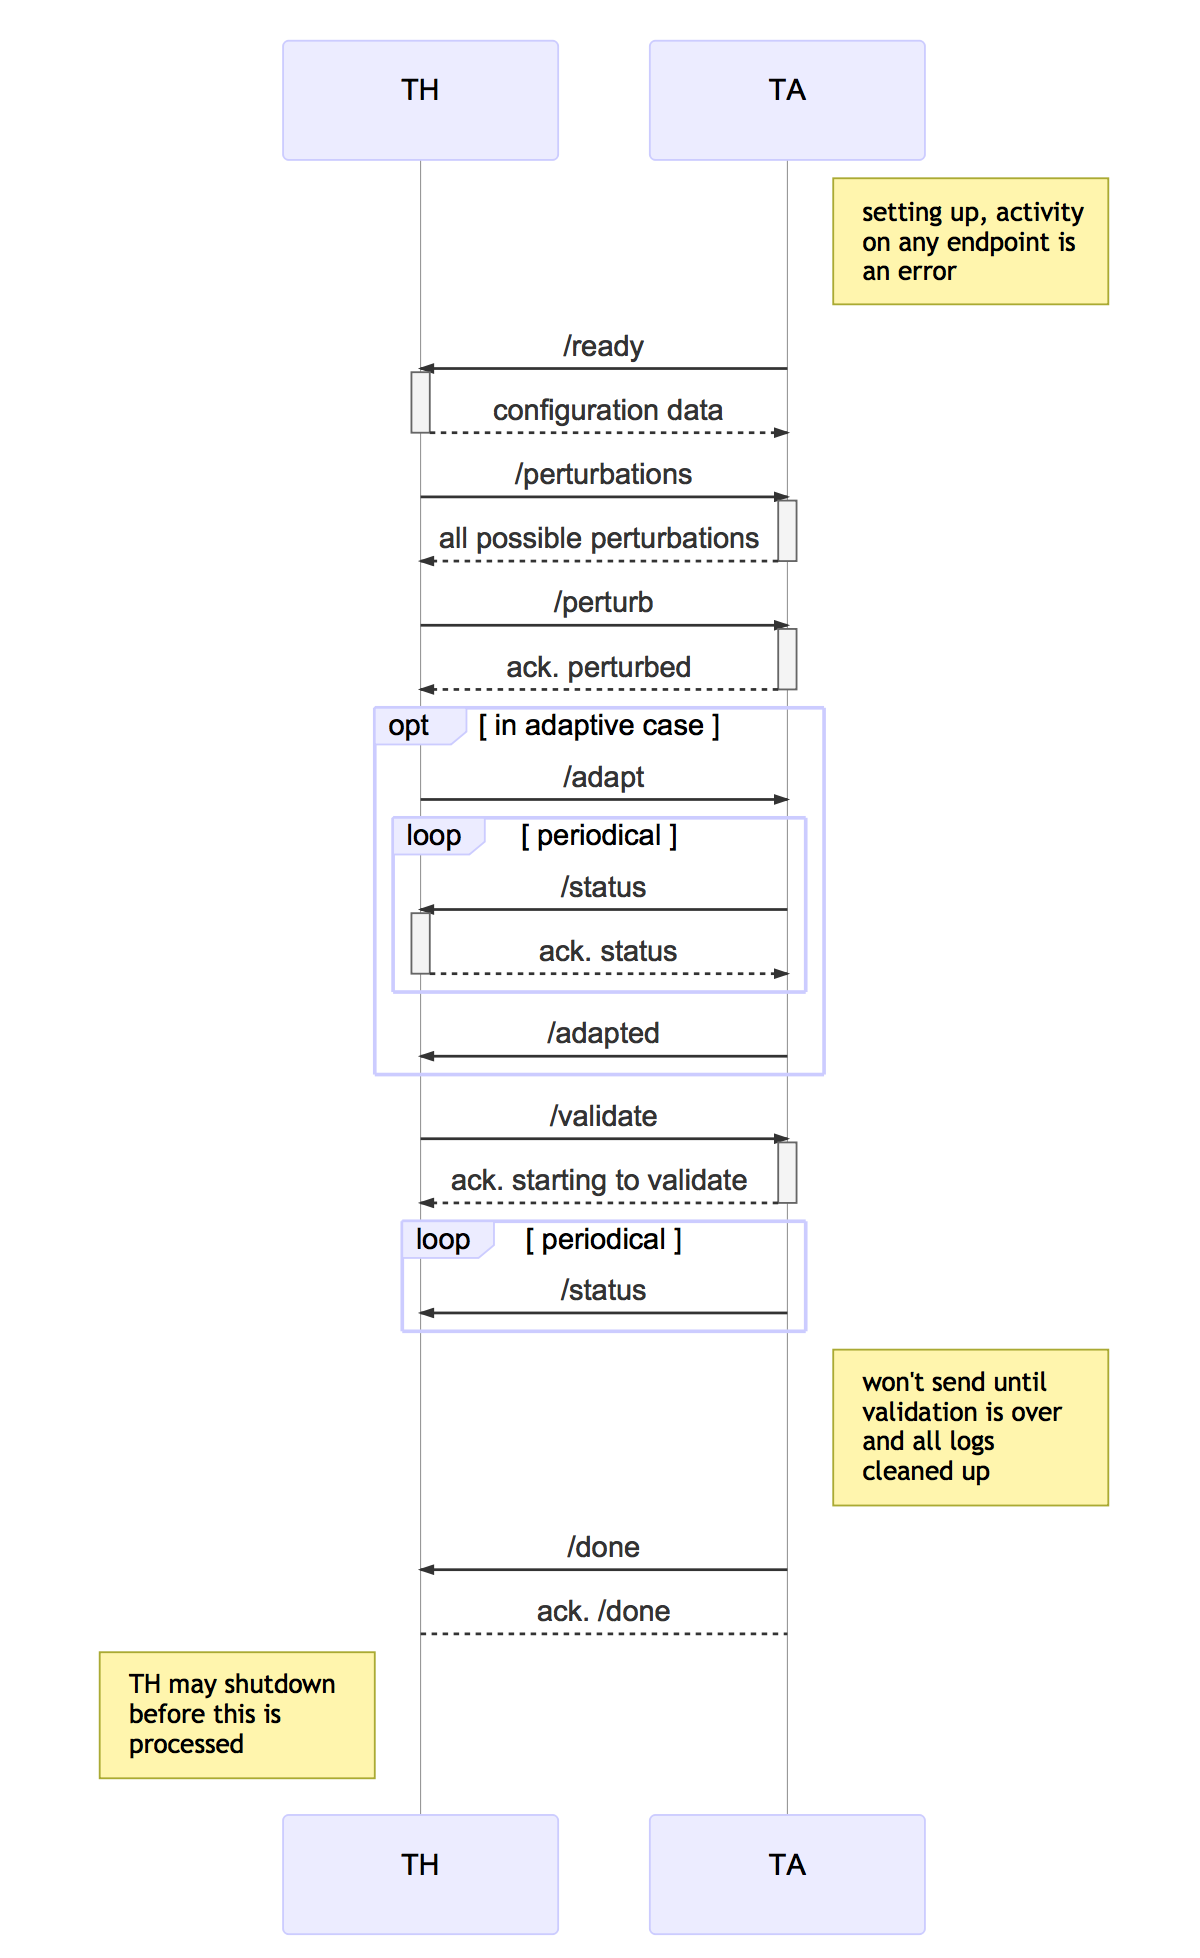 TH
TA
setting up, activity
on any endpoint is
an error
/ready
configuration data
/perturbations
all possible perturbations
/perturb
ack. perturbed
opt [ in adaptive case ]
/adapt
loop [ periodical ]
/status
ack. status
/adapted
/validate
ack. starting to validate
loop [ periodical ]
/status
won't send until
validation is over
and all logs
cleaned up
/done
ack. /done
TH may shutdown
before this is
processed
TH
TA